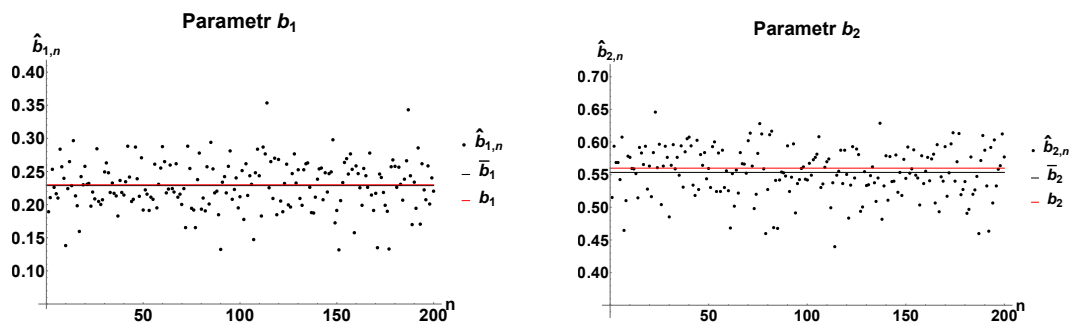 Parametr b₁
b̂₁,ₙ
0.40
0.35
0.30
0.25
0.20
0.15
0.10
50
100
150
200
n
b̂₁,ₙ
b̅₁
b₁
Parametr b₂
b̂₂,ₙ
0.70
0.65
0.60
0.55
0.50
0.45
0.40
50
100
150
200
n
b̂₂,ₙ
b̅₂
b₂